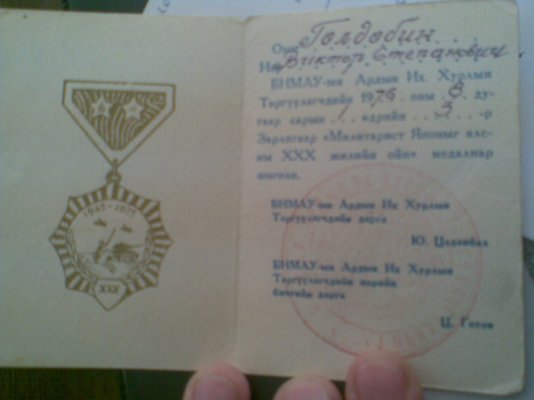 1945-1975
XXX
Голдобин
Виктор Степанович
БНМАУ-ын Ардын Их Хурлын
Тэргүүлэгчдийн 1976 оны 8 ду-
гаар сарын 1 өдрийн 3 -р
Зарлигаар «Милитарист Японыг ялс-
ны XXX жилийн ойн» медалиар
шагнав.
БНМАУ-ын Ардын Их Хурлын
Тэргүүлэгчдийн дарга
Ю. Цэдэнбал
БНМАУ-ын Ардын Их Хурлын
Тэргүүлэгчдийн нарийн
бичгийн дарга
Ц. Готов